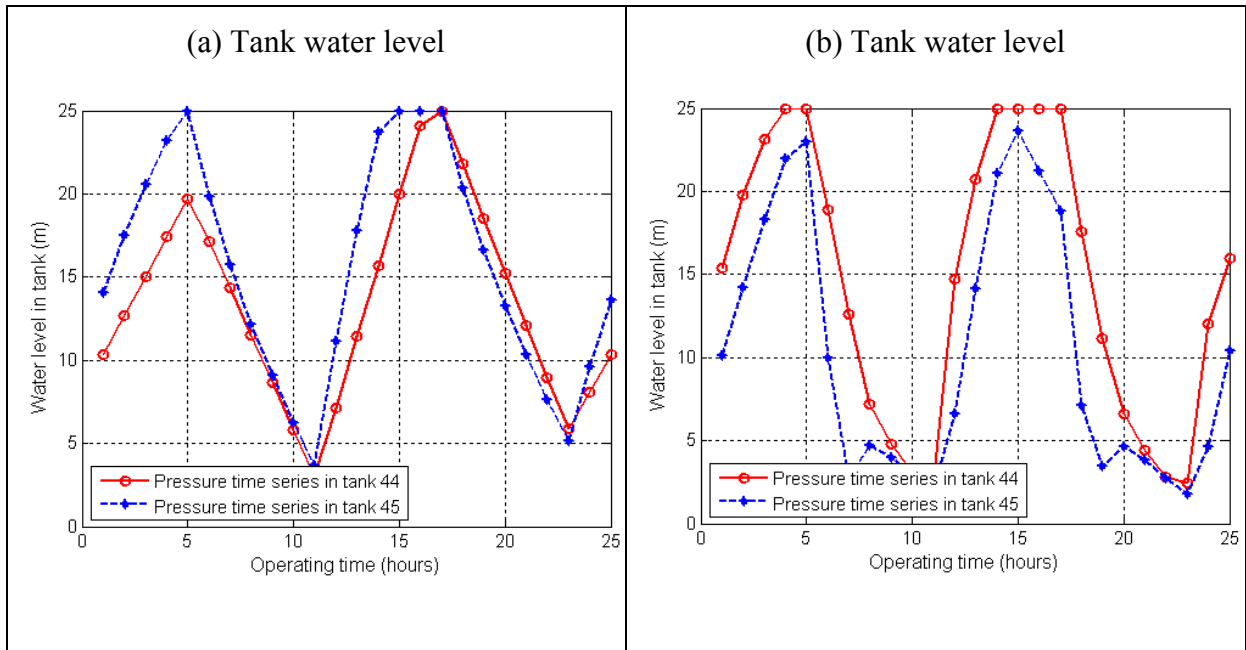 (a) Tank water level
25
20
15
10
5
0
Water level in tank (m)
Pressure time series in tank 44
Pressure time series in tank 45
0 5 10 15 20 25
Operating time (hours)
(b) Tank water level
25
20
15
10
5
0
Water level in tank (m)
Pressure time series in tank 44
Pressure time series in tank 45
0 5 10 15 20 25
Operating time (hours)